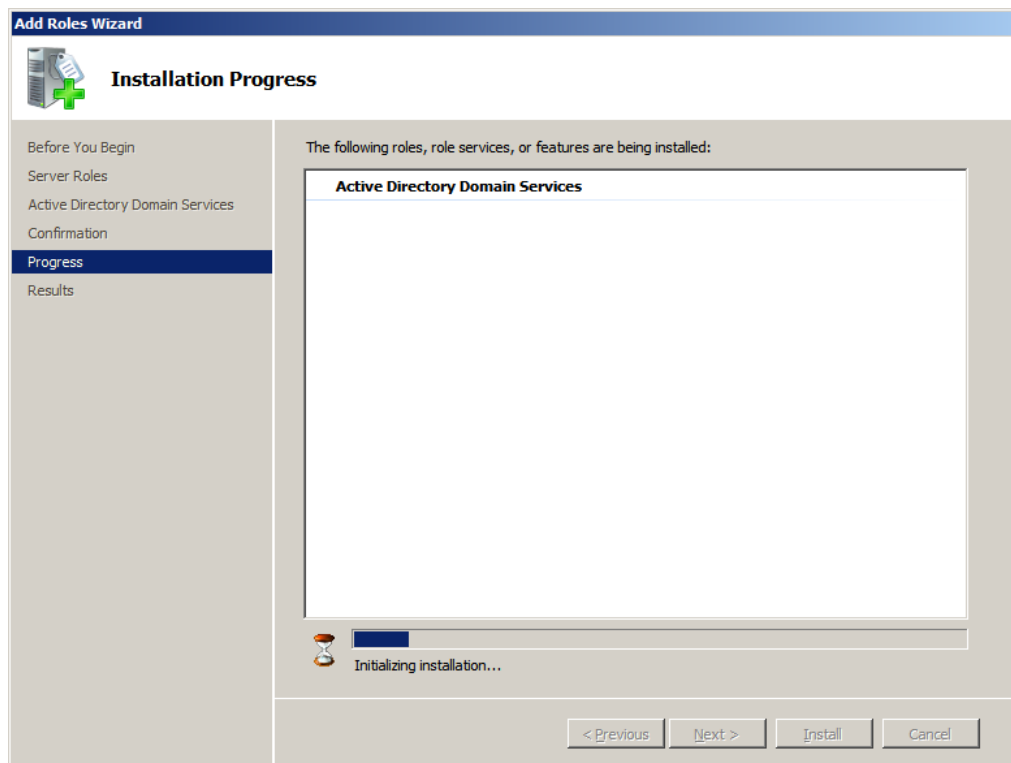 Add Roles Wizard
Installation Progress
Before You Begin
Server Roles
Active Directory Domain Services
Confirmation
Progress
Results
The following roles, role services, or features are being installed:
Active Directory Domain Services
Initializing installation...
< Previous
Next >
Install
Cancel